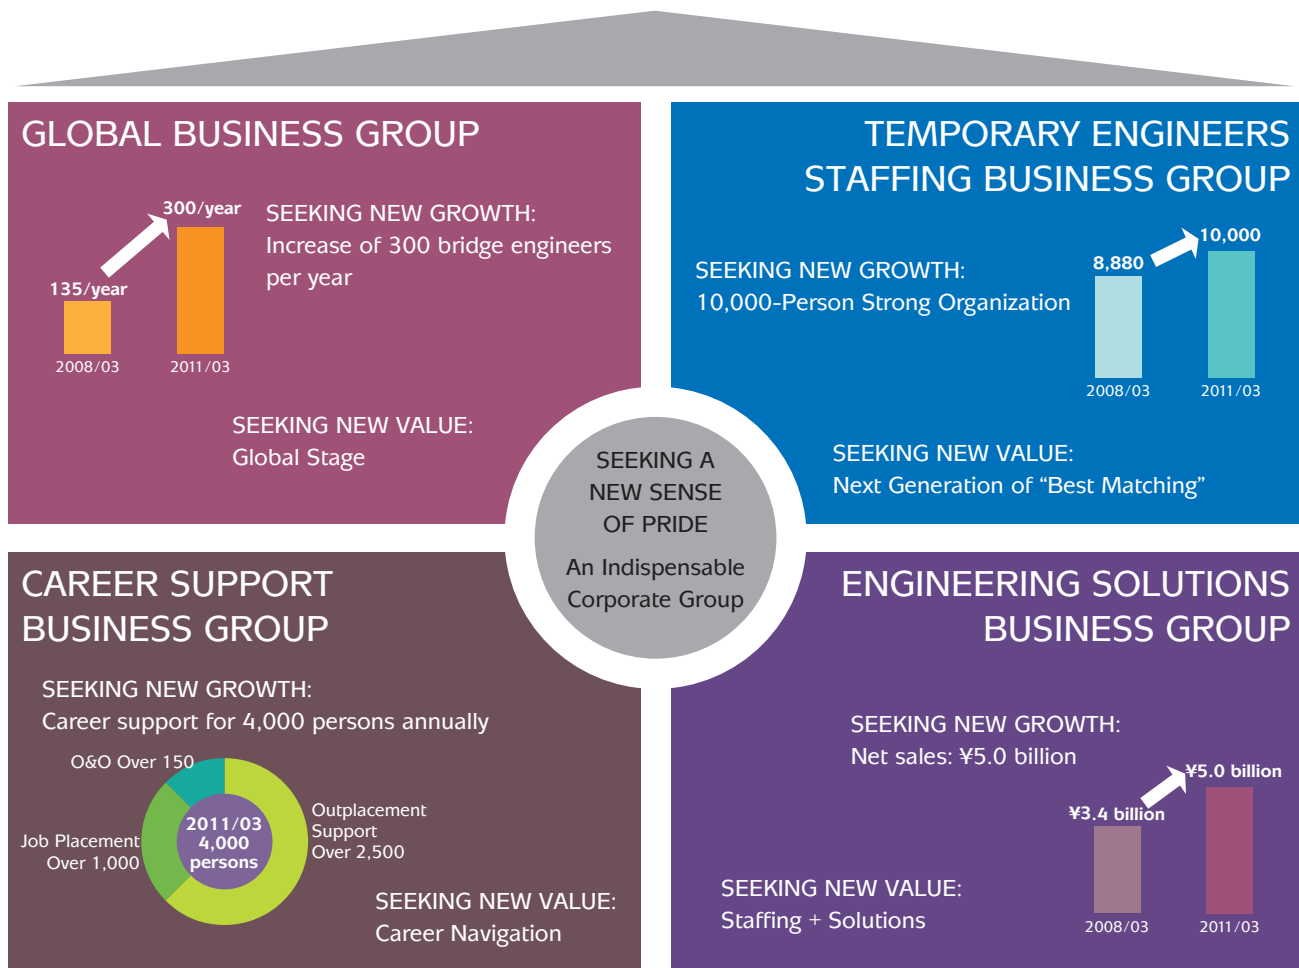 GLOBAL BUSINESS GROUP
300/year
135/year
2008/03
2011/03
SEEKING NEW GROWTH:
Increase of 300 bridge engineers
per year
SEEKING NEW VALUE:
Global Stage
TEMPORARY ENGINEERS
STAFFING BUSINESS GROUP
SEEKING NEW GROWTH:
10,000-Person Strong Organization
8,880
10,000
2008/03
2011/03
SEEKING NEW VALUE:
Next Generation of “Best Matching”
SEEKING A
NEW SENSE
OF PRIDE
An Indispensable
Corporate Group
CAREER SUPPORT
BUSINESS GROUP
SEEKING NEW GROWTH:
Career support for 4,000 persons annually
O&O Over 150
Job Placement
Over 1,000
2011/03
4,000
persons
Outplacement
Support
Over 2,500
SEEKING NEW VALUE:
Career Navigation
ENGINEERING SOLUTIONS
BUSINESS GROUP
SEEKING NEW GROWTH:
Net sales: ¥5.0 billion
¥5.0 billion
¥3.4 billion
2008/03
2011/03
SEEKING NEW VALUE:
Staffing + Solutions